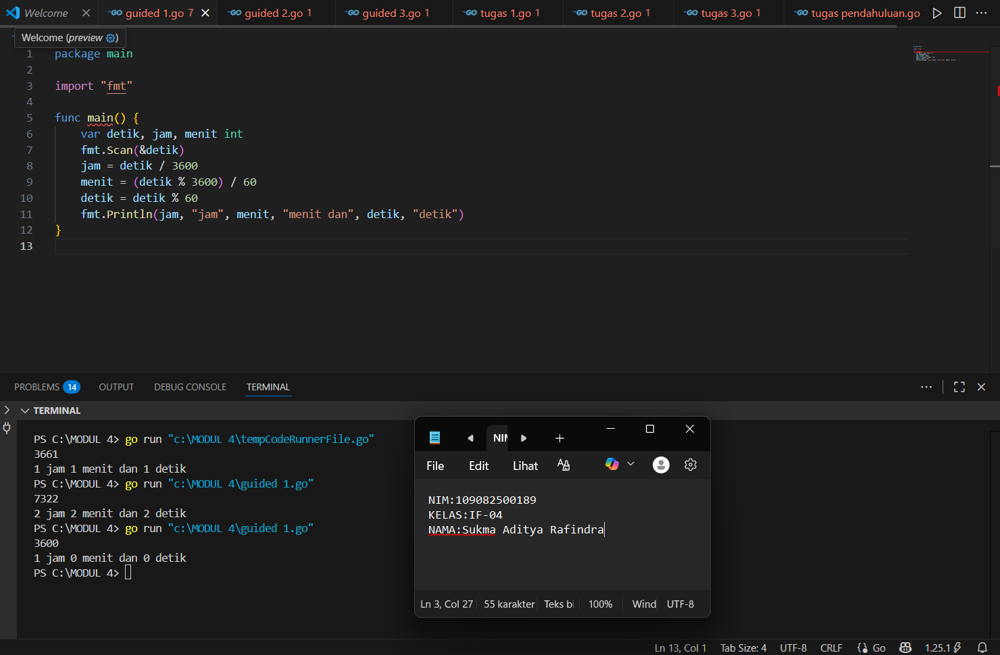 Welcome
guided 1.go 7
guided 2.go 1
guided 3.go 1
tugas 1.go 1
tugas 2.go 1
tugas 3.go 1
tugas pendahuluan.go
Welcome (preview )
1 package main
2
3 import "fmt"
4
5 func main() {
6 var detik, jam, menit int
7 fmt.Scan(&detik)
8 jam = detik / 3600
9 menit = (detik % 3600) / 60
10 detik = detik % 60
11 fmt.Println(jam, "jam", menit, "menit dan", detik, "detik")
12 }
13
PROBLEMS 14 OUTPUT DEBUG CONSOLE TERMINAL
TERMINAL
PS C:\MODUL 4> go run "c:\MODUL 4\tempCodeRunnerFile.go"
3661
1 jam 1 menit dan 1 detik
PS C:\MODUL 4> go run "c:\MODUL 4\guided 1.go"
7322
2 jam 2 menit dan 2 detik
PS C:\MODUL 4> go run "c:\MODUL 4\guided 1.go"
3600
1 jam 0 menit dan 0 detik
PS C:\MODUL 4>
NIM
File Edit Lihat
NIM:109082500189
KELAS:IF-04
NAMA:Sukma Aditya Rafindra
Ln 3, Col 27 55 karakter Teks bi 100% Wind UTF-8
Ln 13, Col 1 Tab Size: 4 UTF-8 CRLF Go 1.25.1